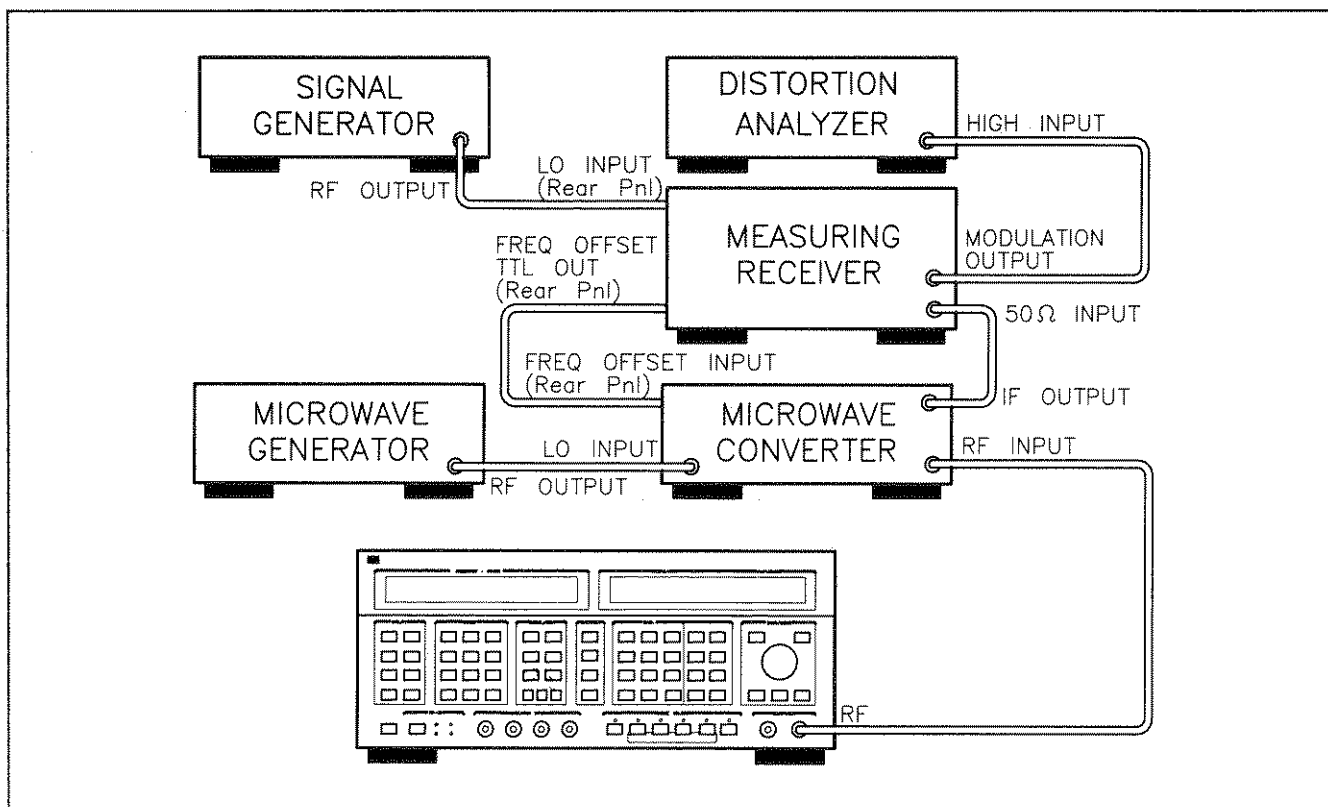 SIGNAL
GENERATOR
RF OUTPUT
DISTORTION
ANALYZER
HIGH INPUT
LO INPUT
(Rear Pnl)
MEASURING
RECEIVER
MODULATION
OUTPUT
FREQ OFFSET
TTL OUT
(Rear Pnl)
50Ω INPUT
FREQ OFFSET INPUT
(Rear Pnl)
MICROWAVE
GENERATOR
MICROWAVE
CONVERTER
IF OUTPUT
LO INPUT
RF OUTPUT
RF INPUT
RF